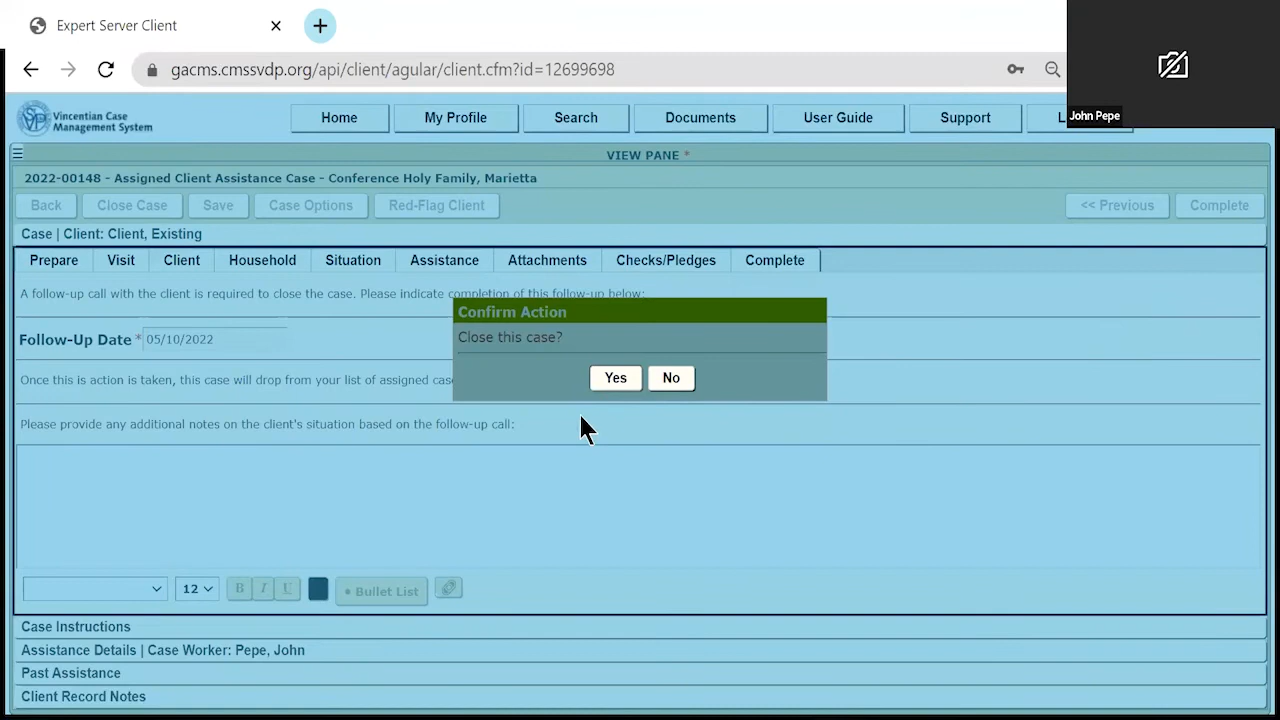 Expert Server Client
gacms.cmssvdp.org/api/client/agular/client.cfm?id=12699698
John Pepe
SVDP
Vincentian Case
Management System
Home
My Profile
Search
Documents
User Guide
Support
L
VIEW PANE *
2022-00148 - Assigned Client Assistance Case - Conference Holy Family, Marietta
Back
Close Case
Save
Case Options
Red-Flag Client
<< Previous
Complete
Case | Client: Client, Existing
Prepare
Visit
Client
Household
Situation
Assistance
Attachments
Checks/Pledges
Complete
A follow-up call with the client is required to close the case. Please indicate completion of this follow-up below:
Confirm Action
Close this case?
Yes
No
Follow-Up Date * 05/10/2022
Once this is action is taken, this case will drop from your list of assigned
Please provide any additional notes on the client's situation based on the follow-up call:
12
B
I
U
• Bullet List
Case Instructions
Assistance Details | Case Worker: Pepe, John
Past Assistance
Client Record Notes